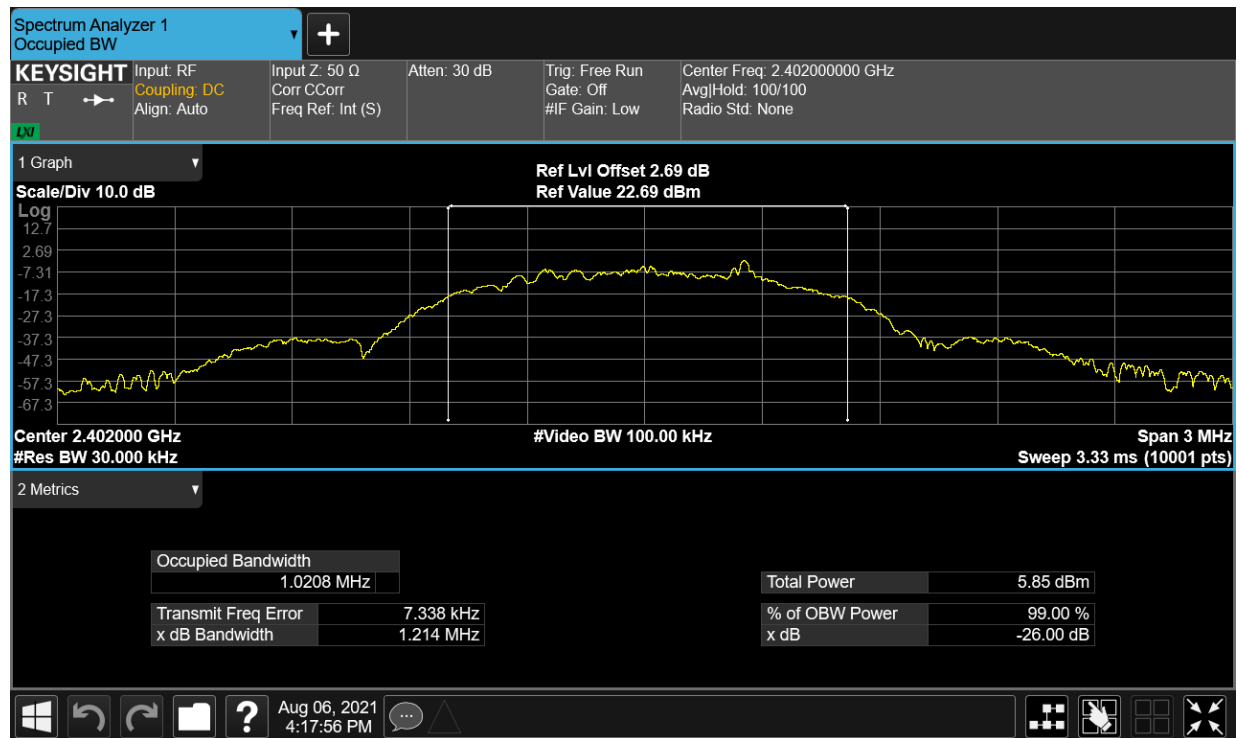 Spectrum Analyzer 1
Occupied BW
KEYSIGHT
R T
LXI
Input: RF
Coupling: DC
Align: Auto
Input Z: 50 Ω
Corr CCorr
Freq Ref: Int (S)
Atten: 30 dB
Trig: Free Run
Gate: Off
#IF Gain: Low
Center Freq: 2.402000000 GHz
Avg|Hold: 100/100
Radio Std: None
1 Graph
Scale/Div 10.0 dB
Ref Lvl Offset 2.69 dB
Ref Value 22.69 dBm
Log
12.7
2.69
-7.31
-17.3
-27.3
-37.3
-47.3
-57.3
-67.3
Center 2.402000 GHz
#Res BW 30.000 kHz
#Video BW 100.00 kHz
Span 3 MHz
Sweep 3.33 ms (10001 pts)
2 Metrics
Occupied Bandwidth
1.0208 MHz
Transmit Freq Error 7.338 kHz
x dB Bandwidth 1.214 MHz
Total Power 5.85 dBm
% of OBW Power 99.00 %
x dB -26.00 dB
?
Aug 06, 2021
4:17:56 PM